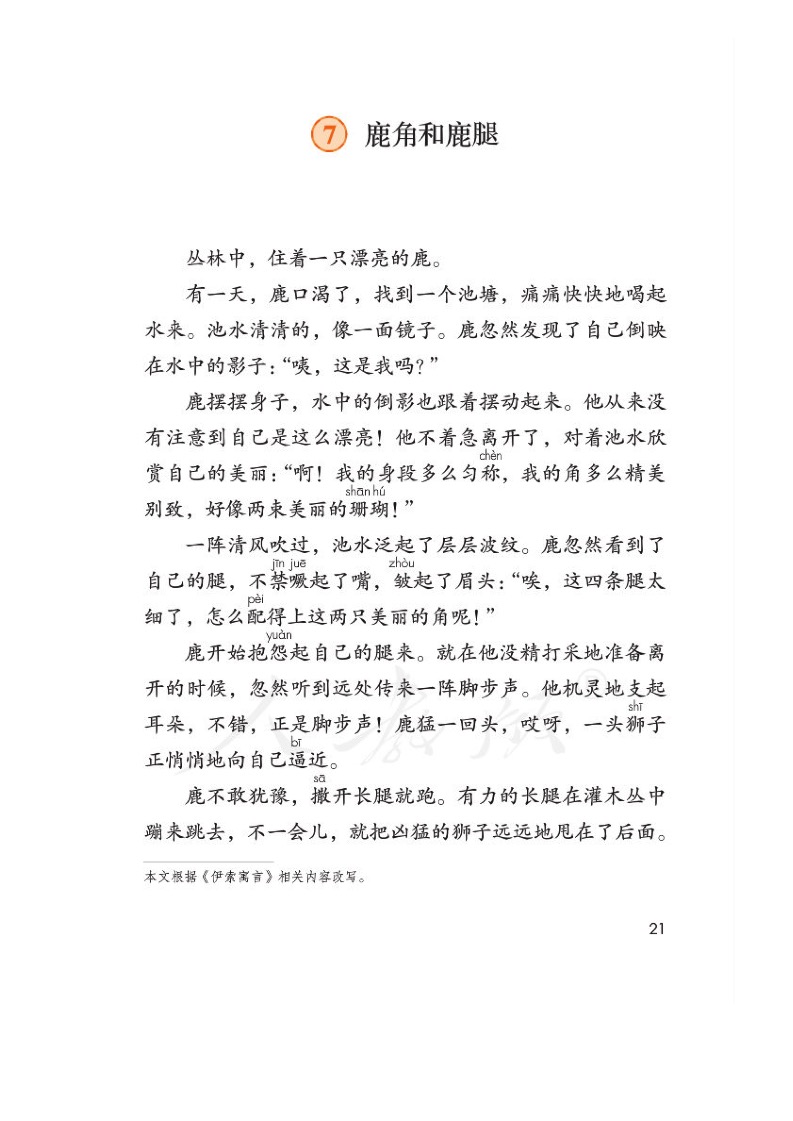 7 鹿角和鹿腿
丛林中，住着一只漂亮的鹿。
有一天，鹿口渴了，找到一个池塘，痛痛快快地喝起
水来。池水清清的，像一面镜子。鹿忽然发现了自己倒映
在水中的影子：“咦，这是我吗？”
鹿摆摆身子，水中的倒影也跟着摆动起来。他从来没
有注意到自己是这么漂亮！他不着急离开了，对着池水欣
chèn
赏自己的美丽：“啊！我的身段多么匀称，我的角多么精美
shān hú
别致，好像两束美丽的珊瑚！”
一阵清风吹过，池水泛起了层层波纹。鹿忽然看到了
jīn juē zhòu
自己的腿，不禁噘起了嘴，皱起了眉头：“唉，这四条腿太
pèi
细了，怎么配得上这两只美丽的角呢！”
yuàn
鹿开始抱怨起自己的腿来。就在他没精打采地准备离
开的时候，忽然听到远处传来一阵脚步声。他机灵地支起
shī
耳朵，不错，正是脚步声！鹿猛一回头，哎呀，一头狮子
bī
正悄悄地向自己逼近。
sā
鹿不敢犹豫，撒开长腿就跑。有力的长腿在灌木丛中
蹦来跳去，不一会儿，就把凶猛的狮子远远地甩在了后面。
本文根据《伊索寓言》相关内容改写。
21